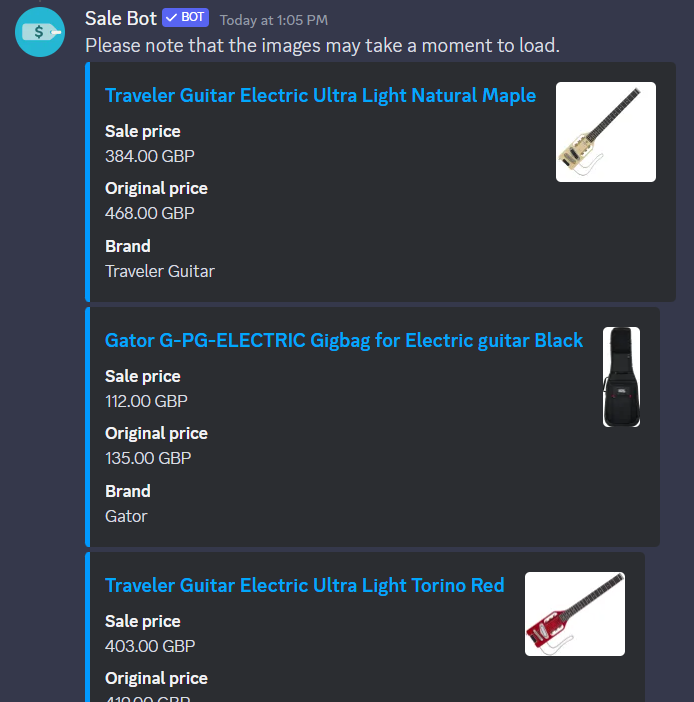 Sale Bot ✓ BOT Today at 1:05 PM
Please note that the images may take a moment to load.
Traveler Guitar Electric Ultra Light Natural Maple
Sale price
384.00 GBP
Original price
468.00 GBP
Brand
Traveler Guitar
Gator G-PG-ELECTRIC Gigbag for Electric guitar Black
Sale price
112.00 GBP
Original price
135.00 GBP
Brand
Gator
Traveler Guitar Electric Ultra Light Torino Red
Sale price
403.00 GBP
Original price
GBP